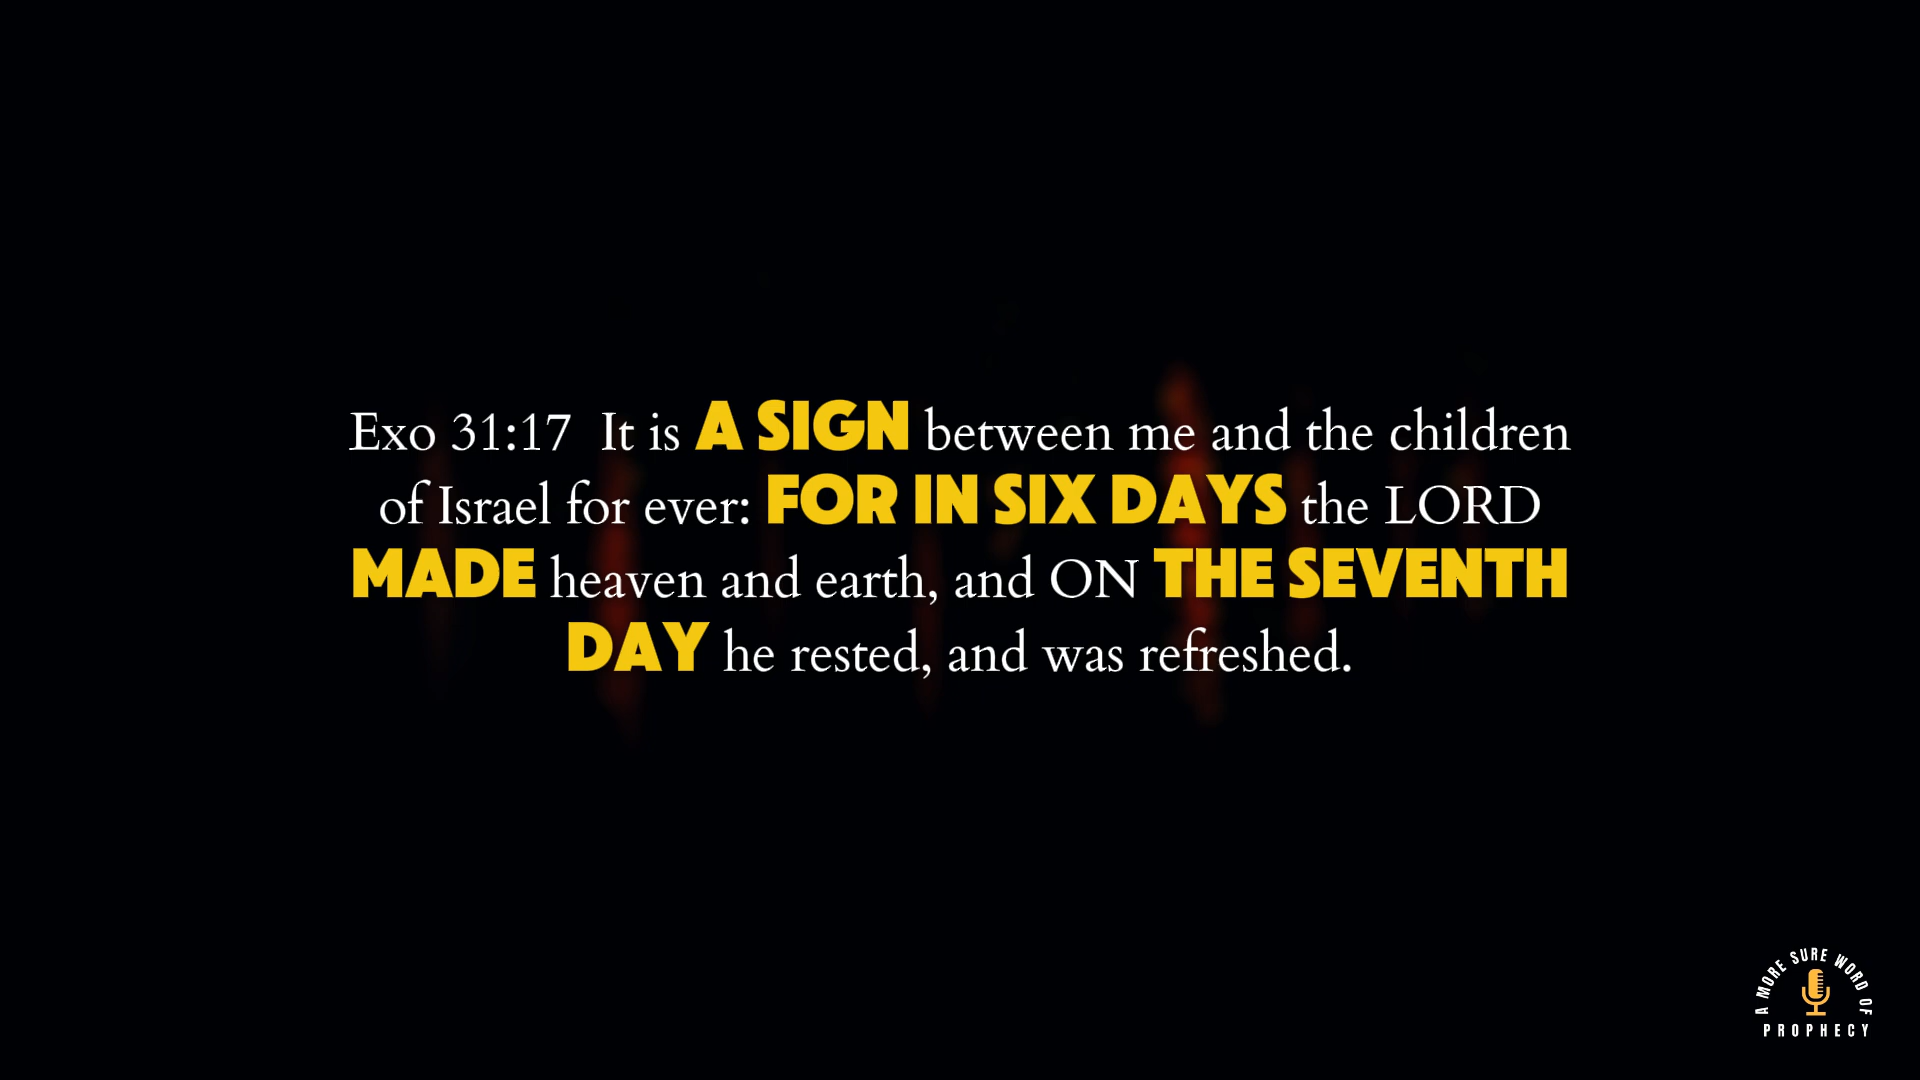 Exo 31:17  It is A SIGN between me and the children
of Israel for ever: FOR IN SIX DAYS the LORD
MADE heaven and earth, and ON THE SEVENTH
DAY he rested, and was refreshed.
A MORE SURE WORD OF
PROPHECY